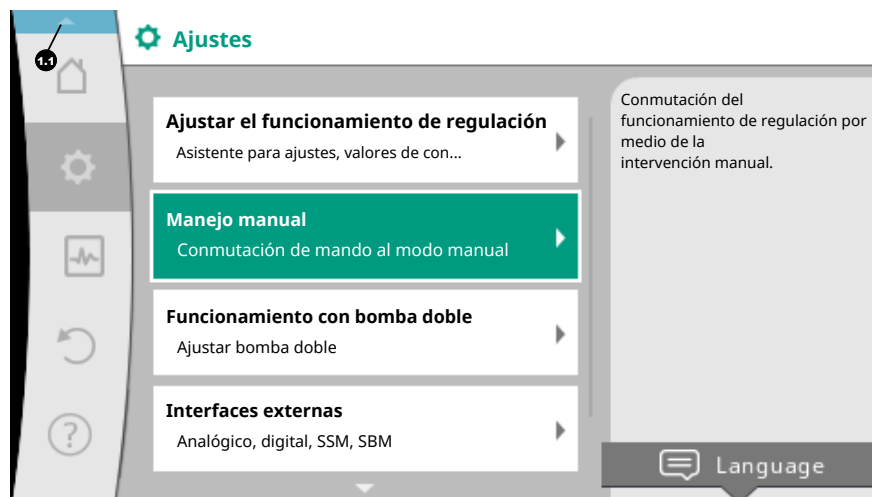 1.1
Ajustes
Ajustar el funcionamiento de regulación
Asistente para ajustes, valores de con...
Manejo manual
Conmutación de mando al modo manual
Funcionamiento con bomba doble
Ajustar bomba doble
Interfaces externas
Analógico, digital, SSM, SBM
Conmutación del
funcionamiento de regulación por
medio de la
intervención manual.
?
Language